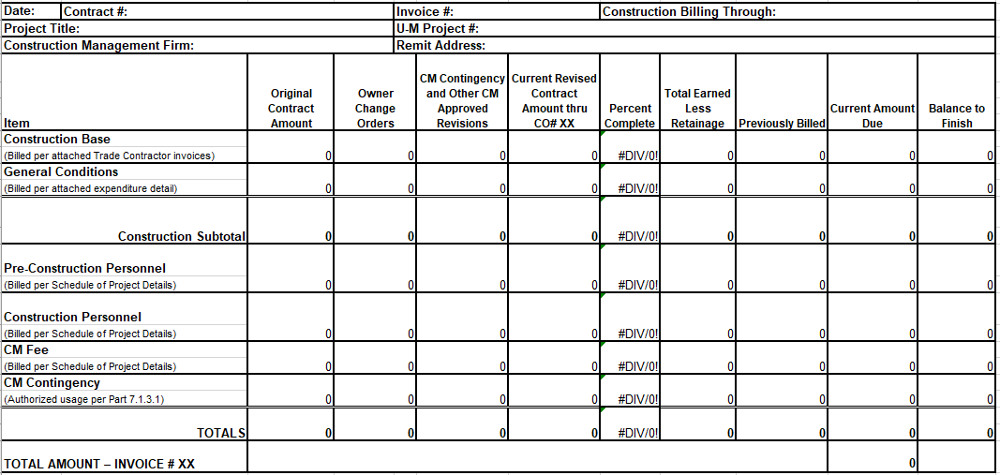 Date: Contract #: Invoice #: Construction Billing Through:
Project Title: U-M Project #:
Construction Management Firm: Remit Address:
Item Original Contract Amount Owner Change Orders CM Contingency and Other CM Approved Revisions Current Revised Contract Amount thru CO# XX Percent Complete Total Earned Less Retainage Previously Billed Current Amount Due Balance to Finish
Construction Base
(Billed per attached Trade Contractor invoices) 0 0 0 0 #DIV/0! 0 0 0 0
General Conditions
(Billed per attached expenditure detail) 0 0 0 0 #DIV/0! 0 0 0 0
Construction Subtotal 0 0 0 0 #DIV/0! 0 0 0 0
Pre-Construction Personnel
(Billed per Schedule of Project Details) 0 0 0 0 #DIV/0! 0 0 0 0
Construction Personnel
(Billed per Schedule of Project Details) 0 0 0 0 #DIV/0! 0 0 0 0
CM Fee
(Billed per Schedule of Project Details) 0 0 0 0 #DIV/0! 0 0 0 0
CM Contingency
(Authorized usage per Part 7.1.3.1) 0 0 0 0 #DIV/0! 0 0 0 0
TOTALS 0 0 0 0 #DIV/0! 0 0 0 0
TOTAL AMOUNT – INVOICE # XX 0